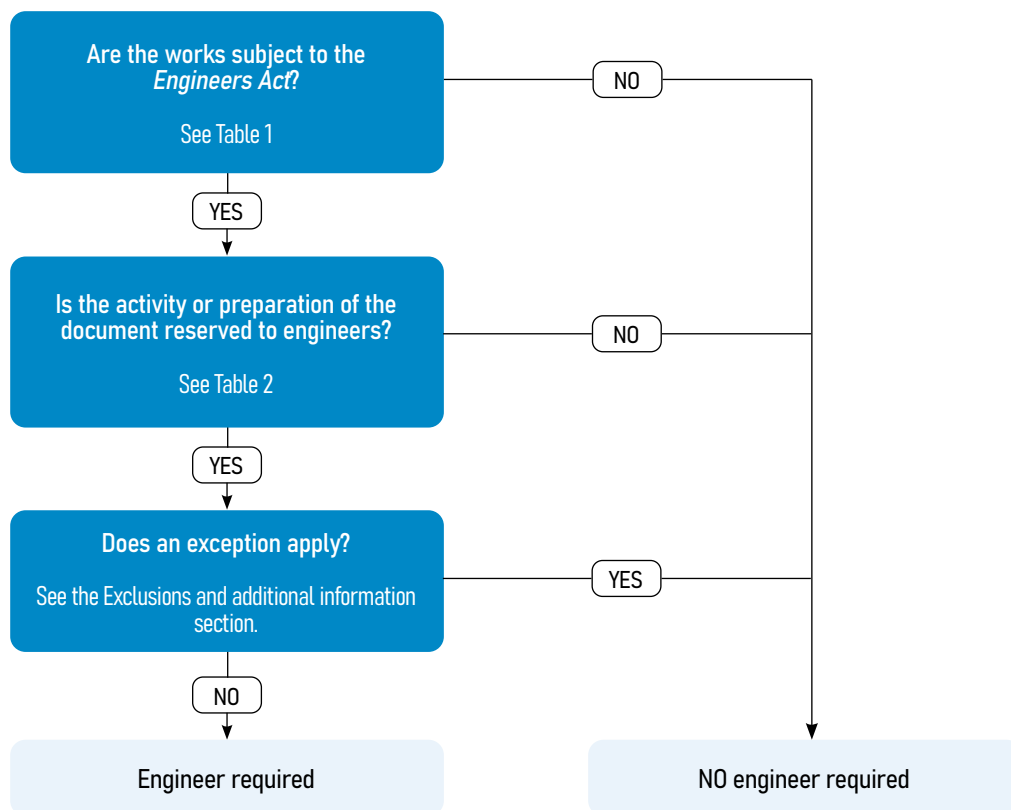 Are the works subject to the
Engineers Act?
See Table 1
NO
YES
Is the activity or preparation of the
document reserved to engineers?
See Table 2
NO
YES
Does an exception apply?
See the Exclusions and additional information
section.
YES
NO
Engineer required
NO engineer required